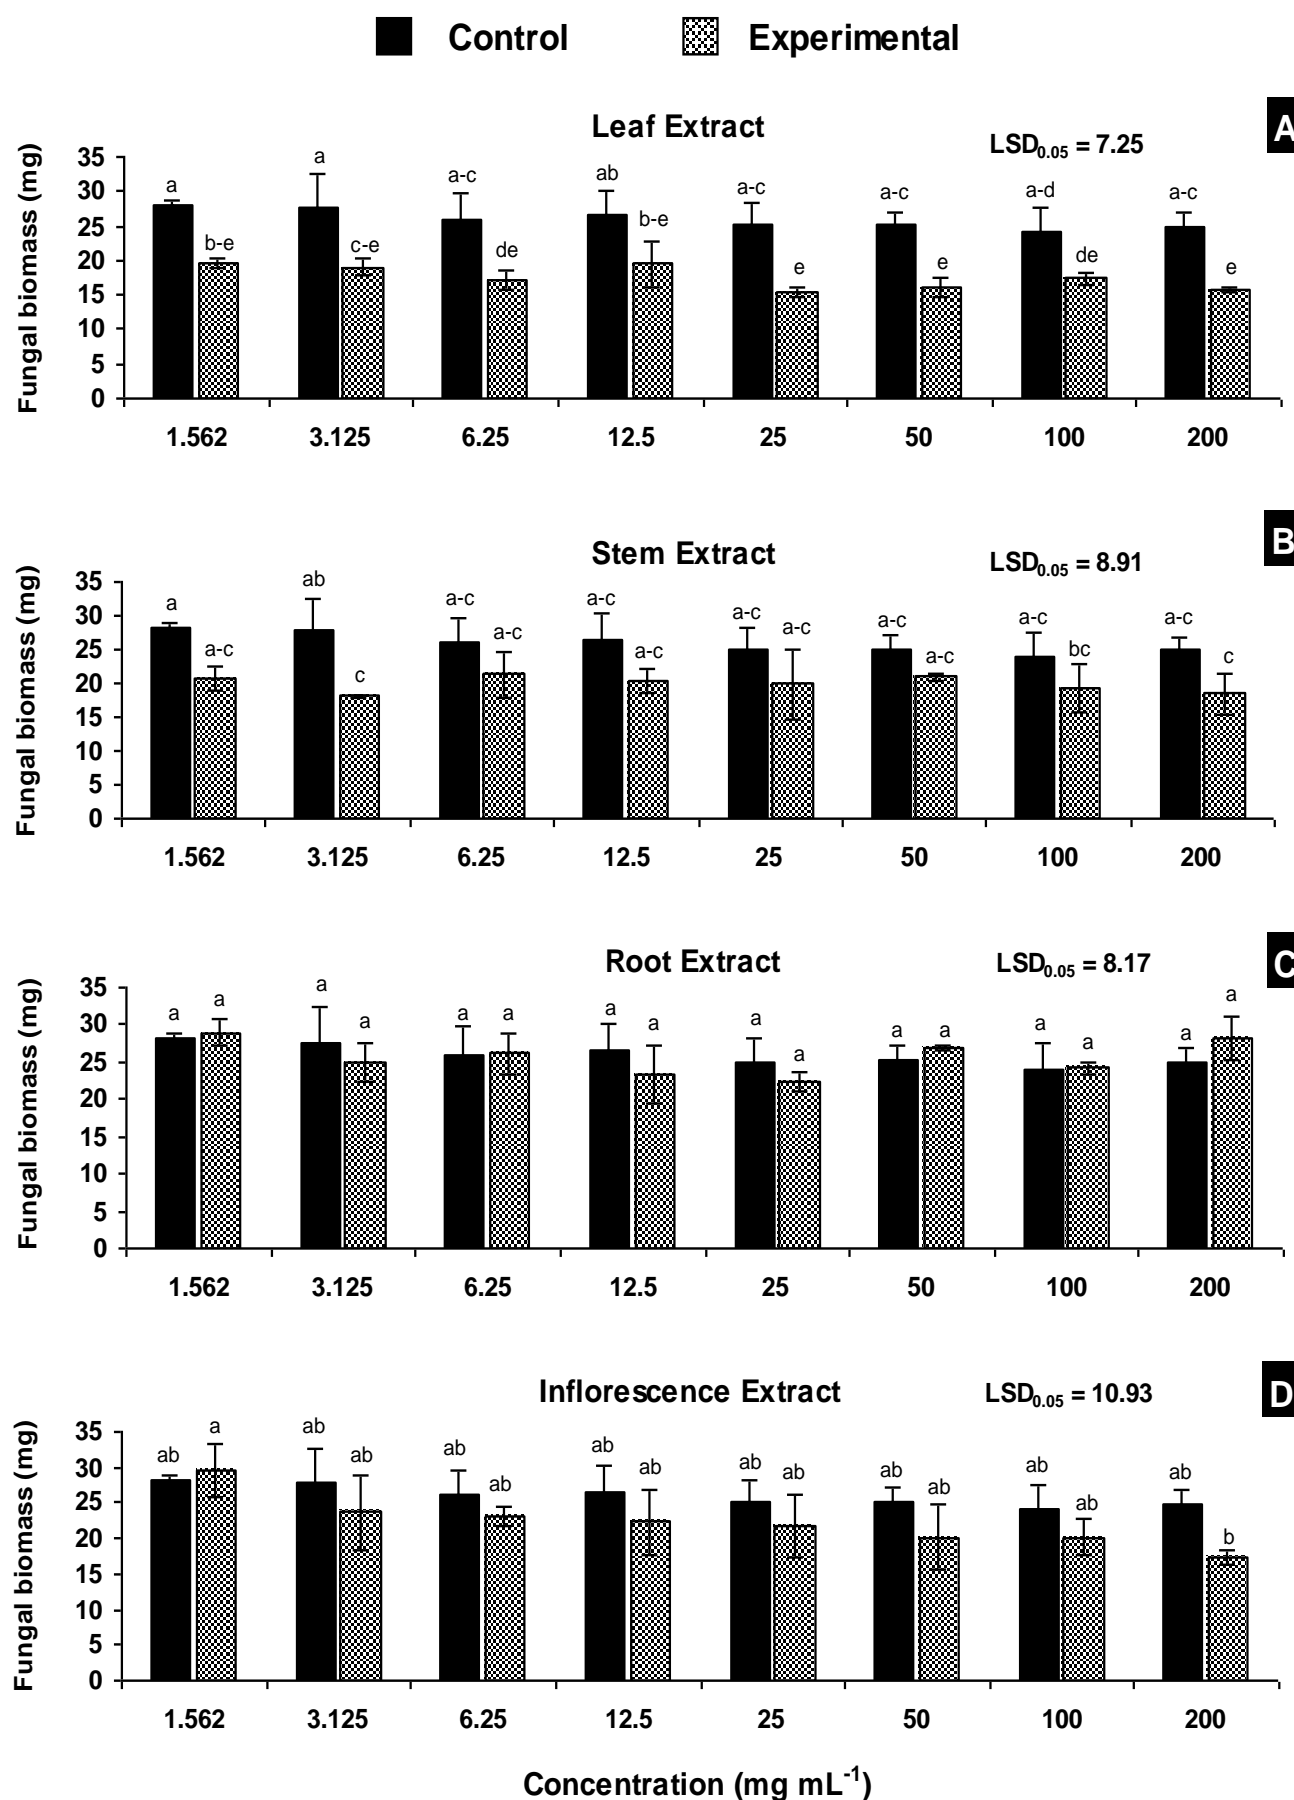 Control Experimental
Leaf Extract
LSD0.05 = 7.25
A
Fungal biomass (mg)
35
30
25
20
15
10
5
0
a b-e a c-e a-c de ab b-e a-c e a-c e a-d de a-c e
1.562 3.125 6.25 12.5 25 50 100 200
Stem Extract
LSD0.05 = 8.91
B
Fungal biomass (mg)
35
30
25
20
15
10
5
0
a a-c ab c a-c a-c a-c a-c a-c a-c a-c a-c a-c bc a-c c
1.562 3.125 6.25 12.5 25 50 100 200
Root Extract
LSD0.05 = 8.17
C
Fungal biomass (mg)
35
30
25
20
15
10
5
0
a a a a a a a a a a a a a a a a
1.562 3.125 6.25 12.5 25 50 100 200
Inflorescence Extract
LSD0.05 = 10.93
D
Fungal biomass (mg)
35
30
25
20
15
10
5
0
ab a ab ab ab ab ab ab ab ab ab ab ab ab ab b
1.562 3.125 6.25 12.5 25 50 100 200
Concentration (mg mL-1)